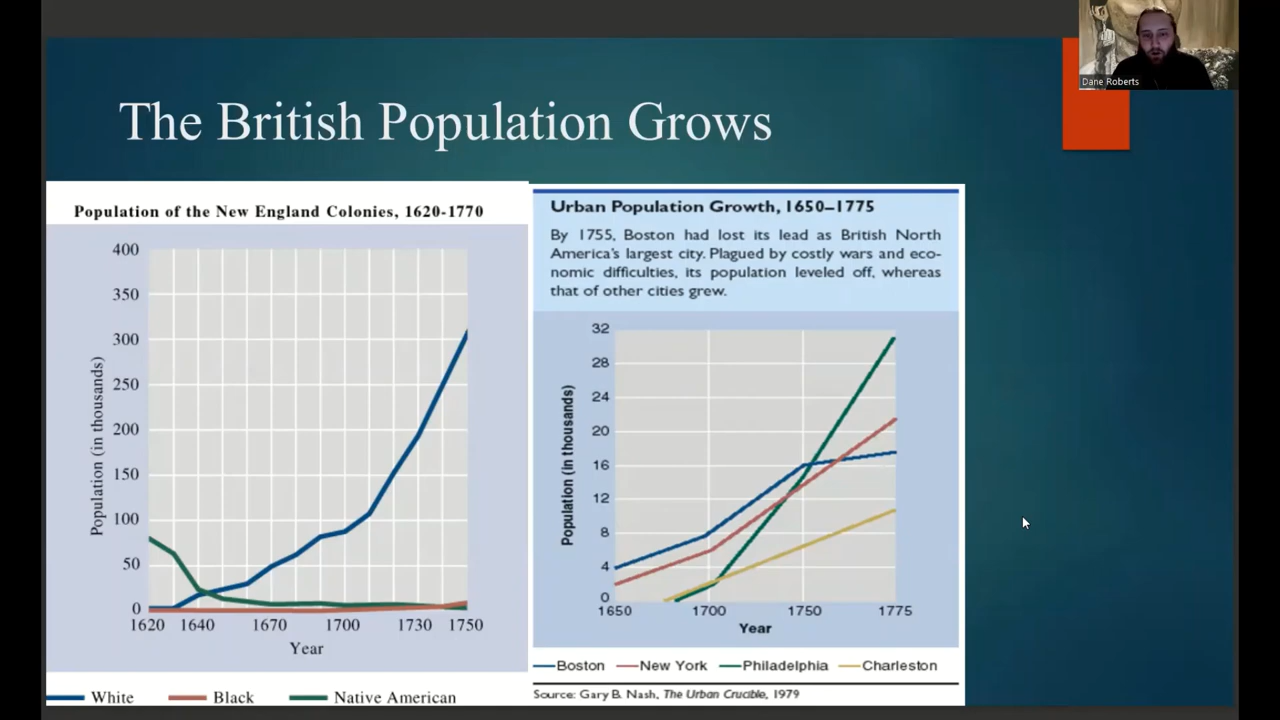 Dane Roberts
The British Population Grows
Population of the New England Colonies, 1620-1770
400
350
300
250
200
150
100
50
0
Population (in thousands)
1620 1640 1670 1700 1730 1750
Year
White Black Native American
Urban Population Growth, 1650–1775
By 1755, Boston had lost its lead as British North
America's largest city. Plagued by costly wars and eco-
nomic difficulties, its population leveled off, whereas
that of other cities grew.
32
28
24
20
16
12
8
4
0
Population (in thousands)
1650 1700 1750 1775
Year
Boston New York Philadelphia Charleston
Source: Gary B. Nash, The Urban Crucible, 1979